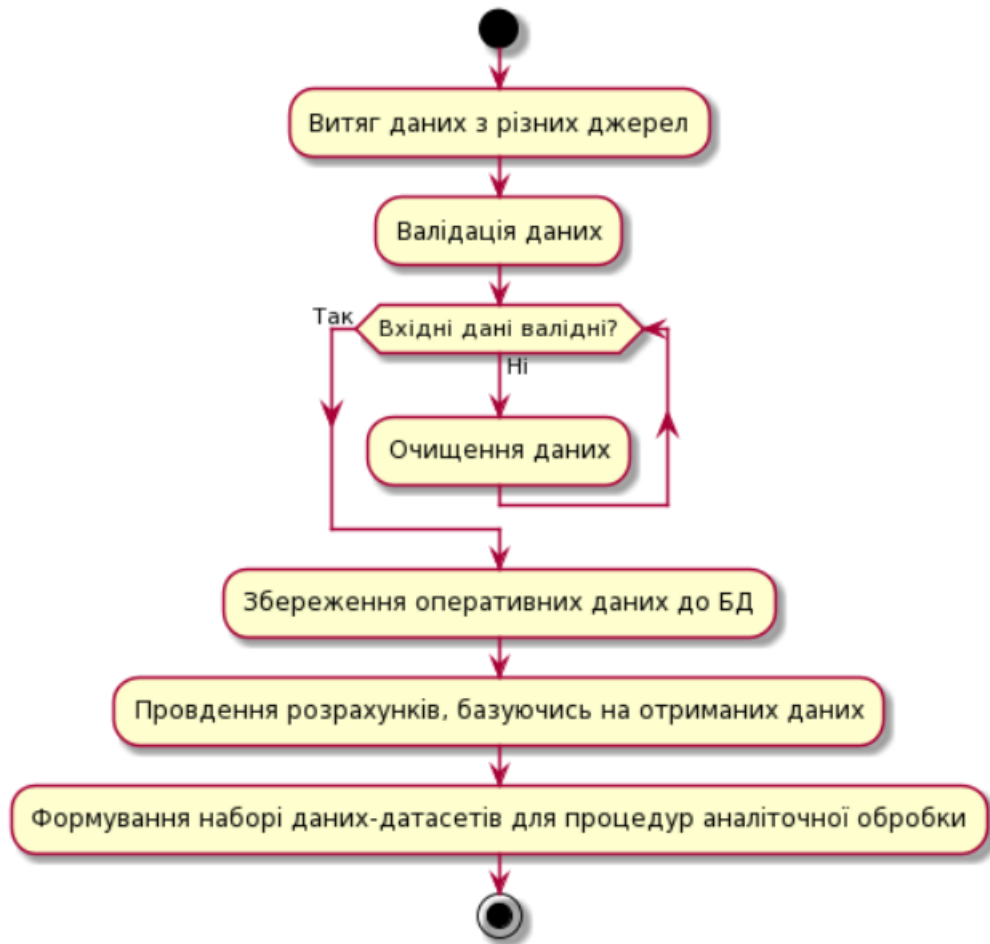 Витяг даних з різних джерел
Валідація даних
Так
Вхідні дані валідні?
Ні
Очищення даних
Збереження оперативних даних до БД
Провдення розрахунків, базуючись на отриманих даних
Формування наборі даних-датасетів для процедур аналіточної обробки